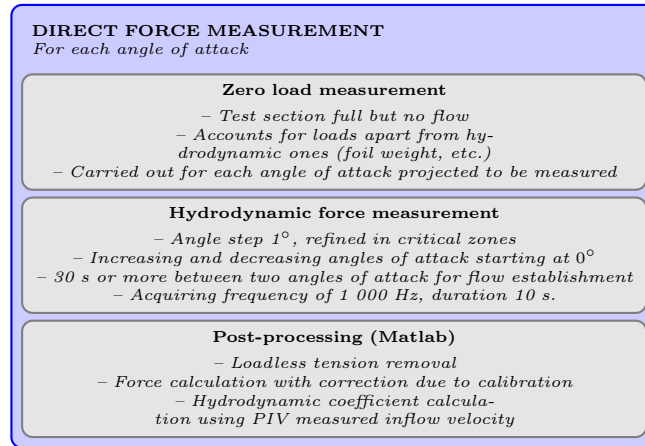 DIRECT FORCE MEASUREMENT
For each angle of attack
Zero load measurement
– Test section full but no flow
– Accounts for loads apart from hy-
drodynamic ones (foil weight, etc.)
– Carried out for each angle of attack projected to be measured
Hydrodynamic force measurement
– Angle step 1°, refined in critical zones
– Increasing and decreasing angles of attack starting at 0°
– 30 s or more between two angles of attack for flow establishment
– Acquiring frequency of 1 000 Hz, duration 10 s.
Post-processing (Matlab)
– Loadless tension removal
– Force calculation with correction due to calibration
– Hydrodynamic coefficient calcula-
tion using PIV measured inflow velocity